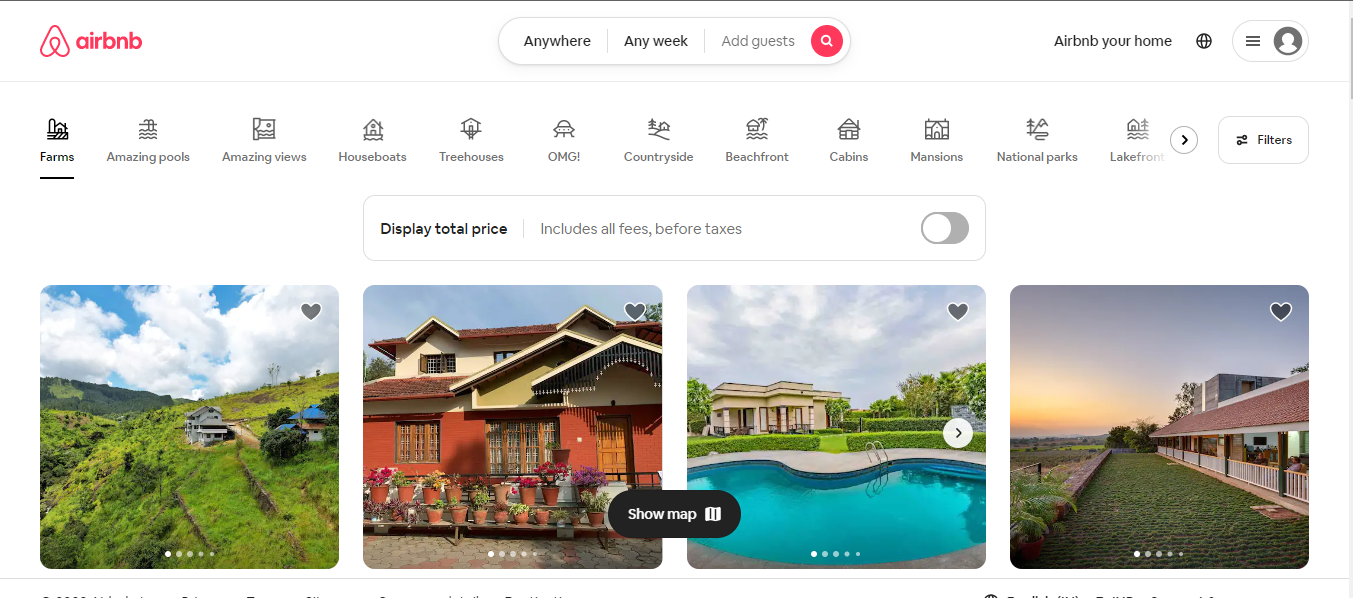 airbnb
Anywhere Any week Add guests
Airbnb your home
Farms Amazing pools Amazing views Houseboats Treehouses OMG! Countryside Beachfront Cabins Mansions National parks Lakefront
Filters
Display total price Includes all fees, before taxes
Show map